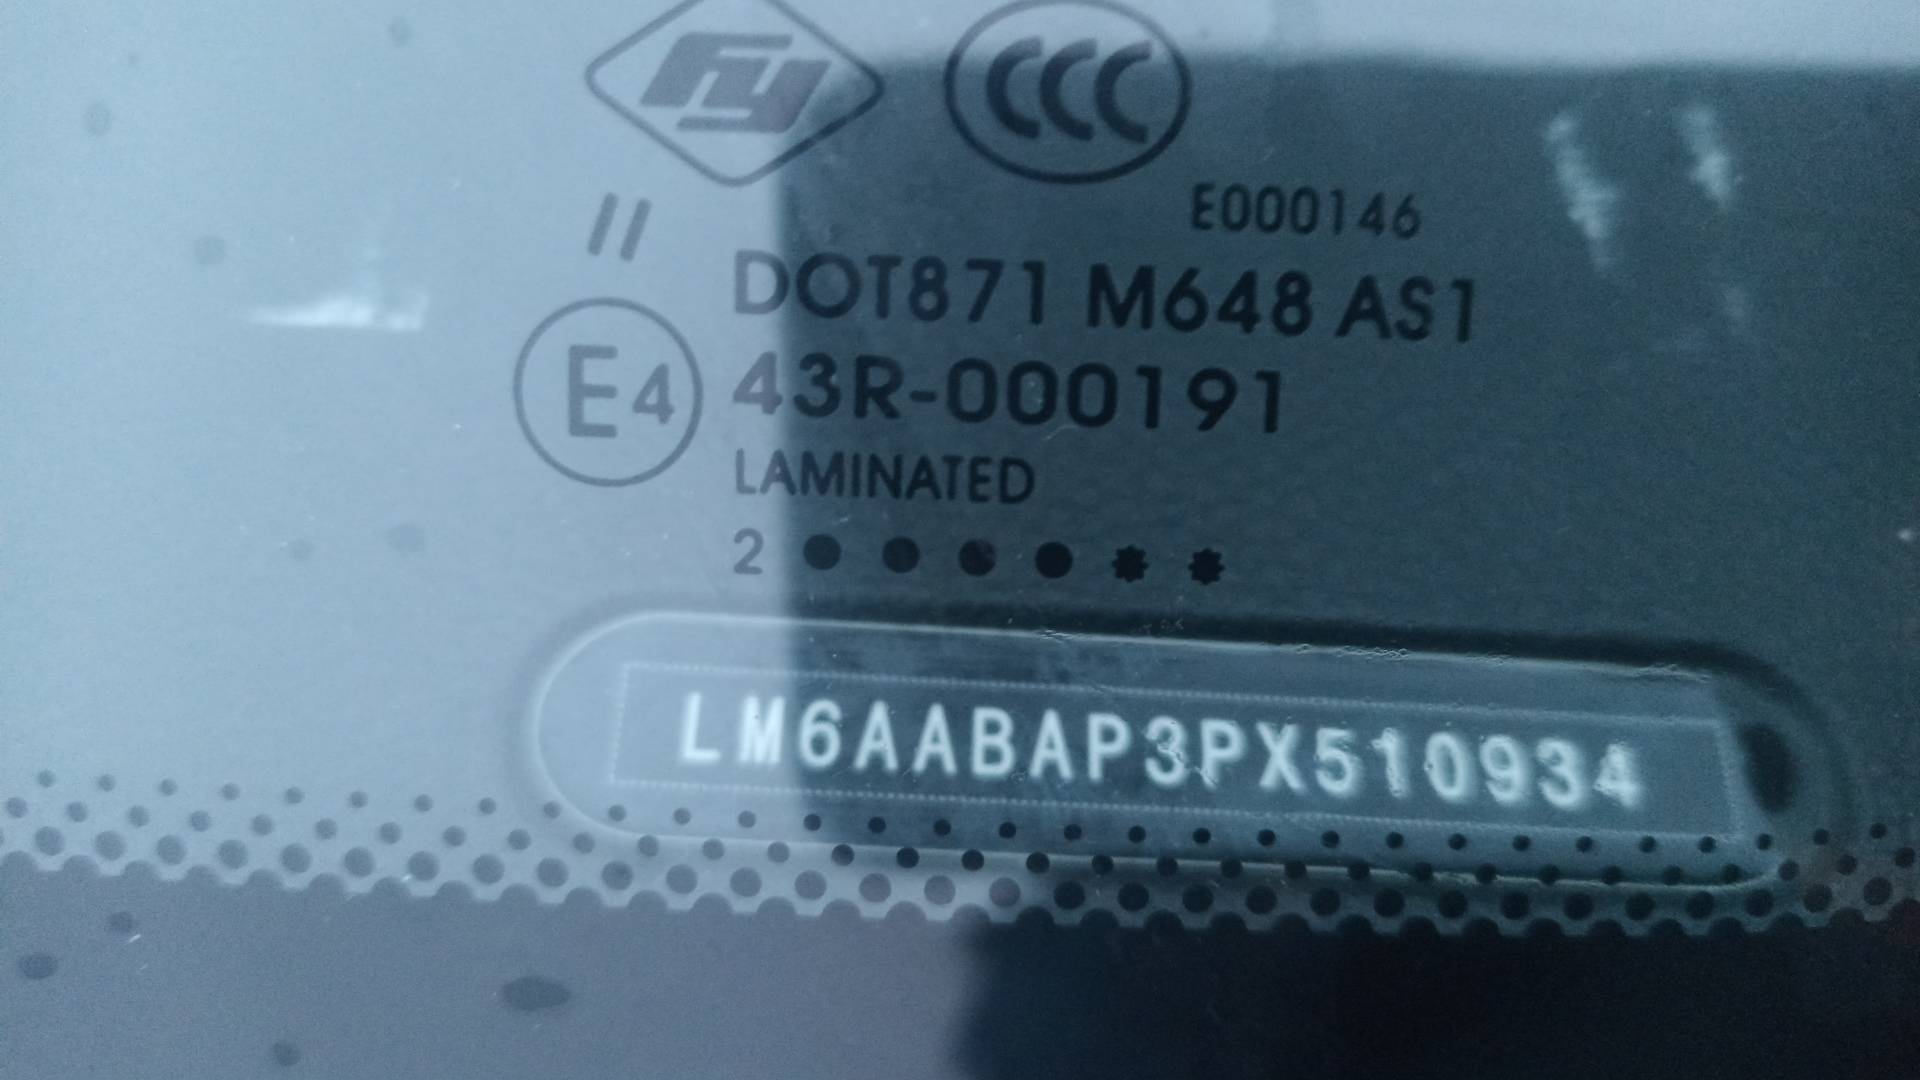 fy CCC
E000146
//
DOT871 M648 AS1
E4 43R-000191
LAMINATED
2
LM6AABAP3PX510934